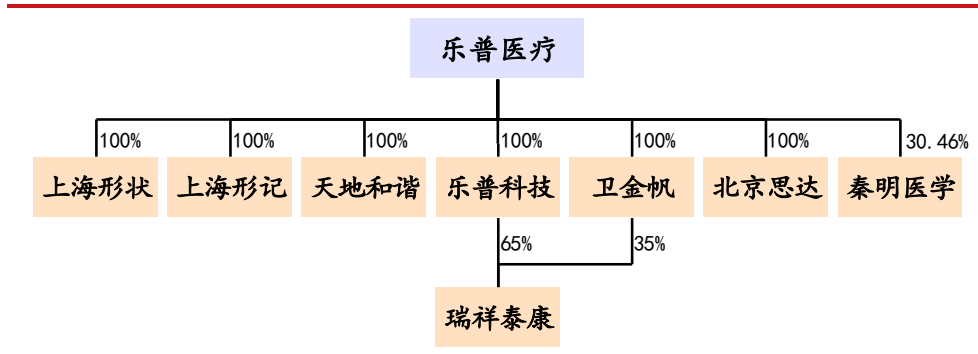 乐普医疗
100% 100% 100% 100% 100% 100% 30.46%
上海形状 上海形记 天地和谐 乐普科技 卫金帆 北京思达 秦明医学
65% 35%
瑞祥泰康